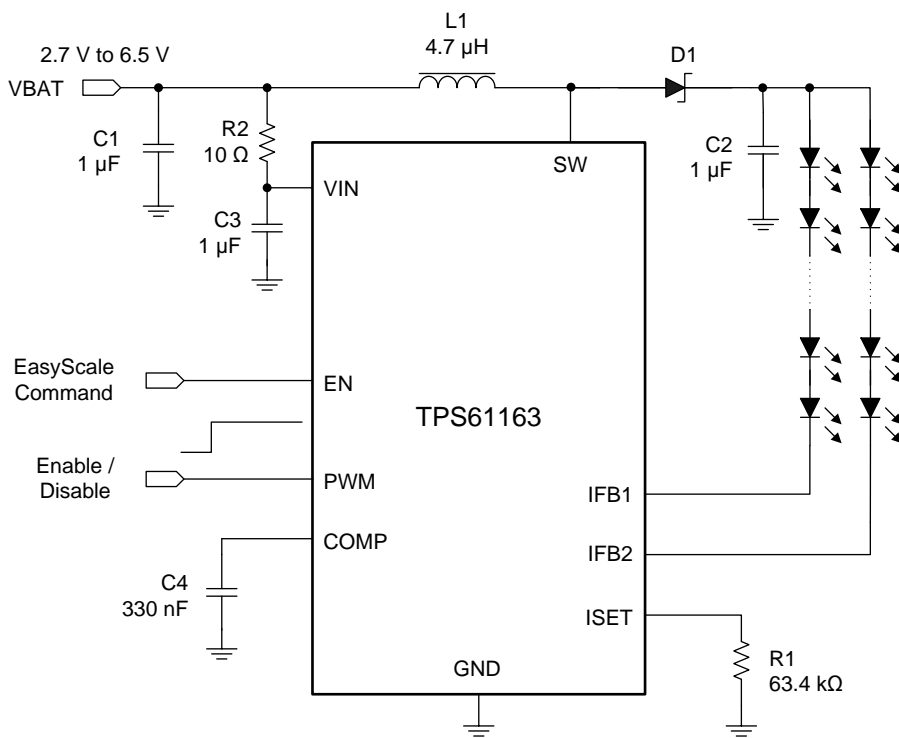 L1
4.7 µH
2.7 V to 6.5 V
VBAT
D1
C1
1 µF
R2
10 Ω
C2
1 µF
SW
VIN
C3
1 µF
EasyScale
Command
EN
TPS61163
Enable /
Disable
PWM
IFB1
COMP
IFB2
C4
330 nF
ISET
GND
R1
63.4 kΩ